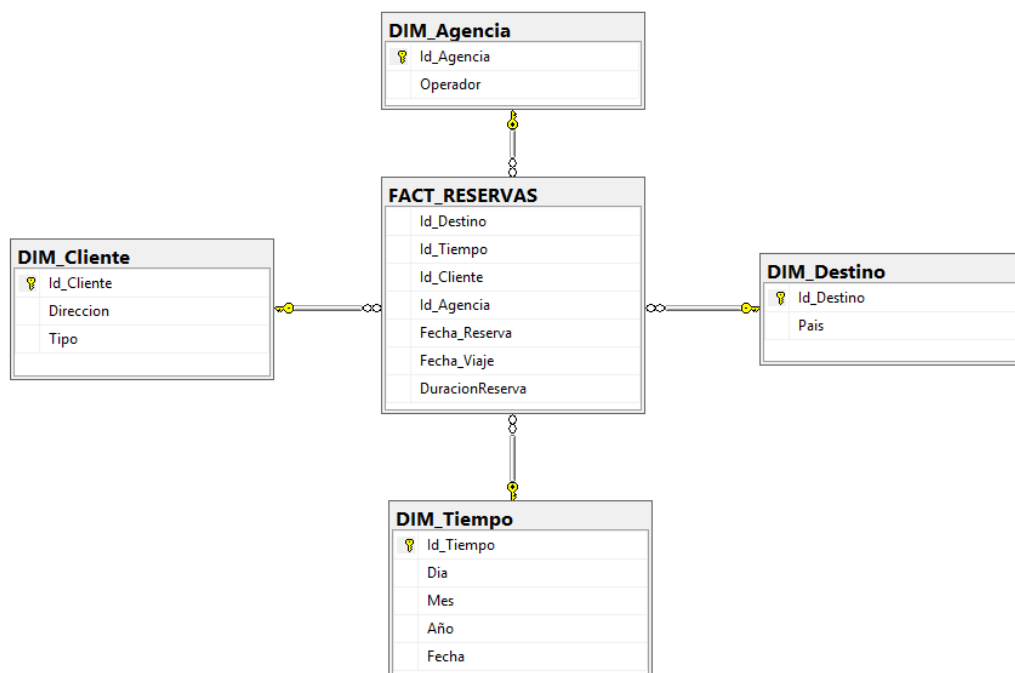 DIM_Agencia
Id_Agencia
Operador
FACT_RESERVAS
Id_Destino
Id_Tiempo
Id_Cliente
Id_Agencia
Fecha_Reserva
Fecha_Viaje
DuracionReserva
DIM_Cliente
Id_Cliente
Direccion
Tipo
DIM_Destino
Id_Destino
Pais
DIM_Tiempo
Id_Tiempo
Dia
Mes
Año
Fecha